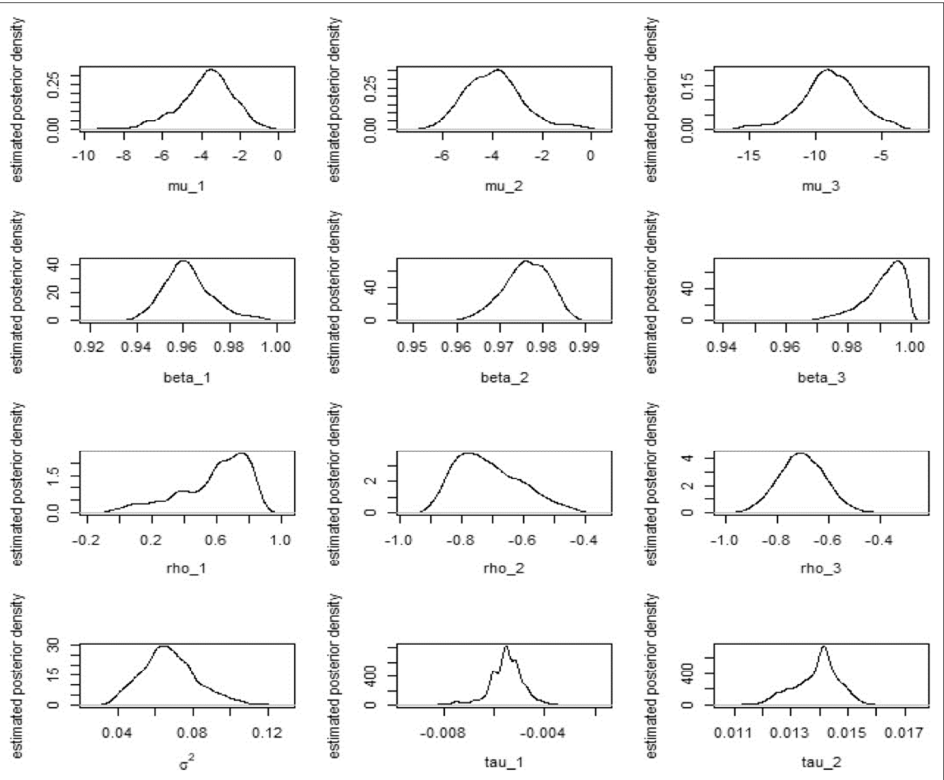 estimated posterior density
0.00 0.25
-10 -8 -6 -4 -2 0
mu_1
estimated posterior density
0.00 0.25
-6 -4 -2 0
mu_2
estimated posterior density
0.00 0.15
-15 -10 -5
mu_3
estimated posterior density
0 20 40
0.92 0.94 0.96 0.98 1.00
beta_1
estimated posterior density
0 40
0.95 0.96 0.97 0.98 0.99
beta_2
estimated posterior density
0 40
0.94 0.96 0.98 1.00
beta_3
estimated posterior density
0.0 1.5
-0.2 0.2 0.6 1.0
rho_1
estimated posterior density
0 2
-1.0 -0.8 -0.6 -0.4
rho_2
estimated posterior density
0 2 4
-1.0 -0.8 -0.6 -0.4
rho_3
estimated posterior density
0 15 30
0.04 0.08 0.12
σ²
estimated posterior density
0 400
-0.008 -0.004
tau_1
estimated posterior density
0 400
0.011 0.013 0.015 0.017
tau_2